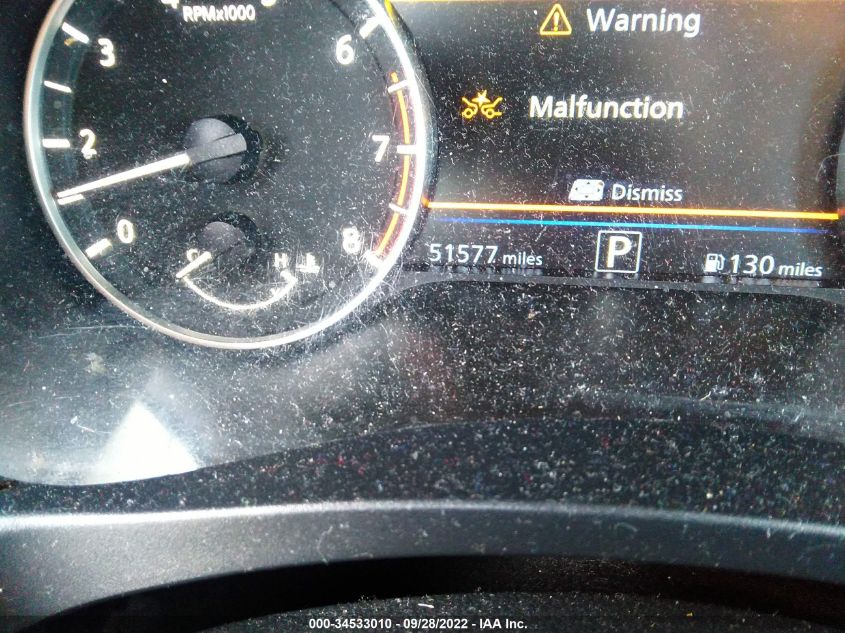 RPMx1000
3
6
2
7
0
8
C
H
Warning
Malfunction
Dismiss
51577 miles
P
130 miles
000-34533010 - 09/28/2022 - IAA Inc.